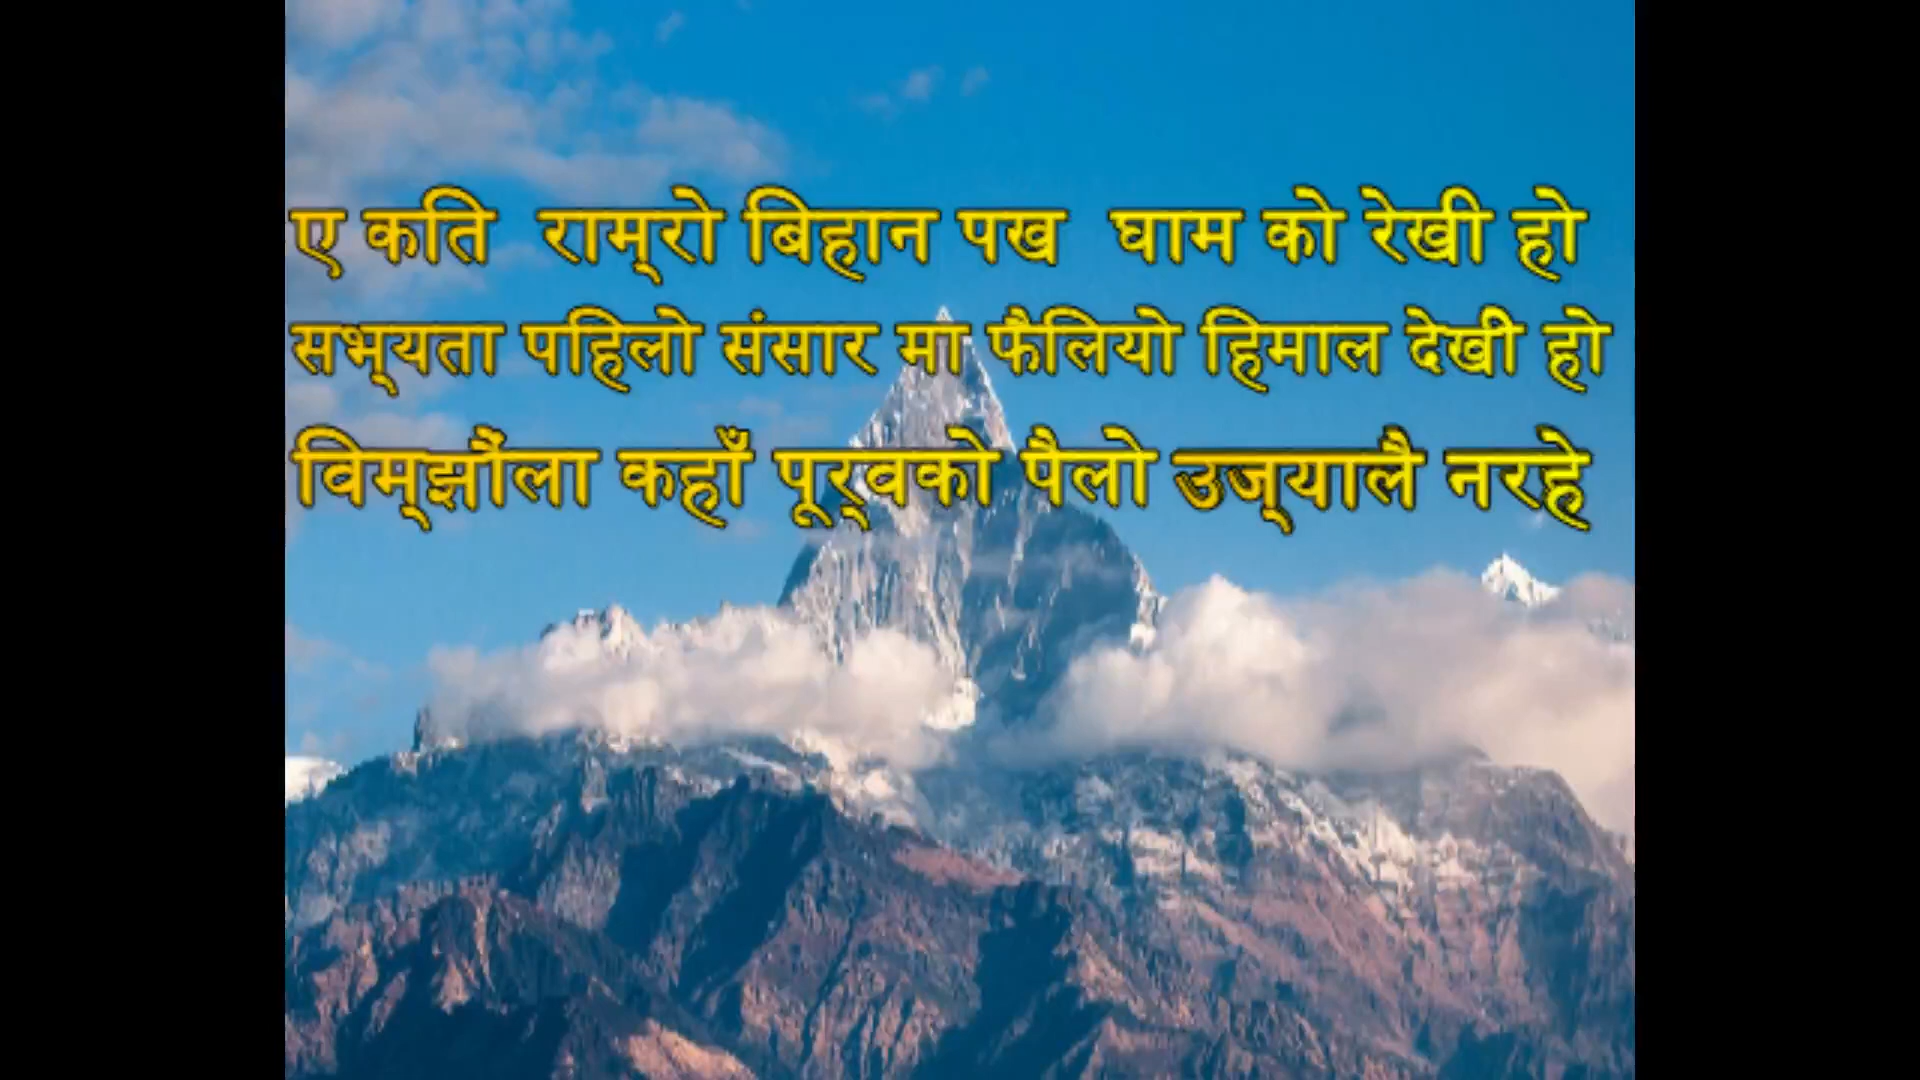 ए कति राम्रो बिहान पख घाम को रेखी हो
सभ्यता पहिलो संसार मा फैलियो हिमाल देखी हो
विम्झौंला कहाँ पूर्वको पैलो उज्यालै नरहे